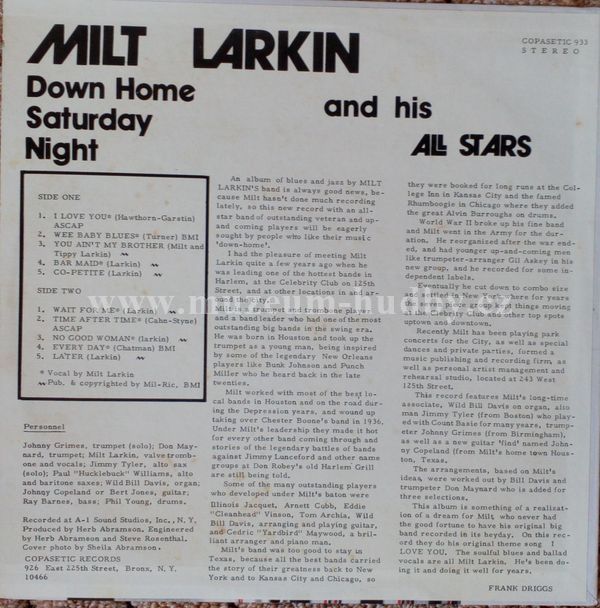 MILT LARKIN
COPASETIC 933
STEREO
Down Home
Saturday
Night
and his
ALL STARS
SIDE ONE
1. I LOVE YOU* (Hawthorn-Garstin)
ASCAP
2. WEE BABY BLUES* (Turner) BMI
3. YOU AIN'T MY BROTHER (Milt and
Tippy Larkin)
4. BAR MAID* (Larkin)
5. CO-PETITE (Larkin)
SIDE TWO
1. WAIT FOR ME* (Larkin)
2. TIME AFTER TIME* (Cahn-Styne)
ASCAP
3. NO GOOD WOMAN* (Larkin)
4. EVERY DAY* (Chatman) BMI
5. LATER (Larkin)
* Vocal by Milt Larkin
Pub. & copyrighted by Mil-Ric, BMI
Personnel
Johnny Grimes, trumpet (solo); Don May-
nard, trumpet; Milt Larkin, valve tromb-
one and vocals; Jimmy Tyler, alto sax
(solo); Paul "Hucklebuck" Williams, alto
and baritone saxes; Wild Bill Davis, organ;
Johnny Copeland or Bert Jones, guitar;
Ray Barnes, bass; Phil Young, drums.
Recorded at A-1 Sound Studios, Inc., N. Y.
Produced by Herb Abramson. Engineered
by Herb Abramson and Steve Rosenthal.
Cover photo by Sheila Abramson.
COPASETIC RECORDS
926 East 225th Street, Bronx, N. Y.
10466
An album of blues and jazz by MILT
LARKIN'S band is always good news, be-
cause Milt hasn't done much recording
lately, so this new record with an all-
star band of outstanding veteran and up-
and coming players will be eagerly
sought by people who like their music
'down-home'.
I had the pleasure of meeting Milt
Larkin quite a few years ago when he
was leading one of the hottest bands in
Harlem, at the Celebrity Club on 125th
Street, and at other locations in and
Milt is a and trombone player
and a band leader who had one of the most
outstanding big bands in the swing era.
He was born in Houston and took up the
trumpet as a young man, being inspired
by some of the legendary New Orleans
players like Bunk Johnson and Punch
Miller who he heard back in the late
twenties.
Milt worked with most of the best local
bands in Houston and on the road dur-
ing the Depression years, and wound up
taking over Chester Boone's band in 1936.
Under Milt's leadership they made it hot
for every other band coming through and
stories of the legendary battles of bands
against Jimmy Lunceford and other name
groups at Don Robey's old Harlem Grill
are still being told.
Some of the many outstanding players
who developed under Milt's baton were
Illinois Jacquet, Arnett Cobb, Eddie
"Cleanhead" Vinson, Tom Archia, Wild
Bill Davis, arranging and playing guitar,
and Cedric "Yardbird" Maywood, a bril-
liant arranger and piano man.
Milt's band was too good to stay in
Texas, because all the best bands carried
the story of their greatness back to New
York and to Kansas City and Chicago, so
they were booked for long runs at the Col-
lege Inn in Kansas City and the famed
Rhumboogie in Chicago where they added
the great Alvin Burroughs on drums.
World War II broke up his fine band
and Milt went in the Army for the dura-
tion. He reorganized after the war end-
ed, and had younger up-and-coming men
like trumpeter-arranger Gil Askey in his
new group, and he recorded for some in-
dependent labels.
Eventually he cut down to combo size
New York where for years
group kept things moving
at other top spots
uptown and downtown.
Recently Milt has been playing park
concerts for the City, as well as special
dances and private parties, formed a
music publishing and recording firm, as
well as personal artist management and
rehearsal studio, located at 243 West
125th Street.
This record features Milt's long-time
associate, Wild Bill Davis on organ, alto
man Jimmy Tyler (from Boston) who play-
ed with Count Basie for many years, trump-
eter Johnny Grimes (from Birmingham),
as well as a new guitar 'find' named John-
ny Copeland (from Milt's home town Hous-
ton, Texas.
The arrangements, based on Milt's
ideas, were worked out by Bill Davis and
trumpeter Don Maynard who is added for
three selections.
This album is something of a realizat-
ion of a dream for Milt who never had
the good fortune to have his original big
band recorded in its heyday. On this rec-
ord they do his original theme song I
LOVE YOU. The soulful blues and ballad
vocals are all Milt Larkin. He's been do-
ing it and doing it well for years.
FRANK DRIGGS
www.muzeum-hudby.cz